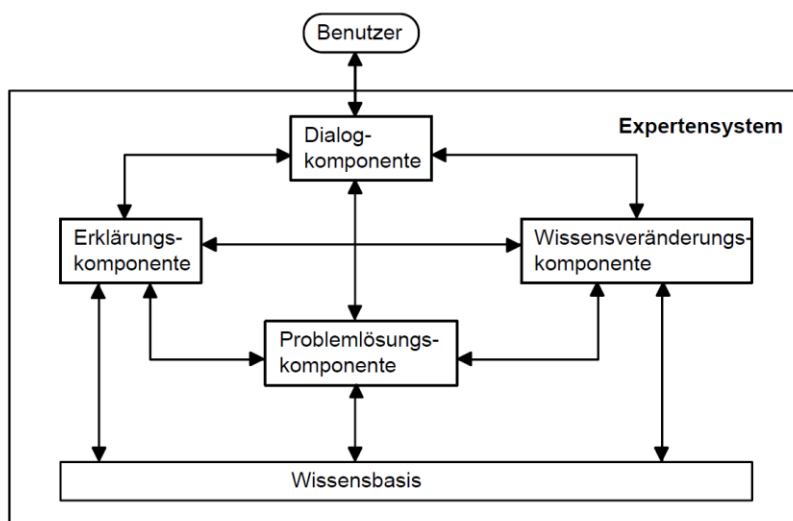 Benutzer
Expertensystem
Dialog-
komponente
Erklärungs-
komponente
Wissensveränderungs-
komponente
Problemlösungs-
komponente
Wissensbasis